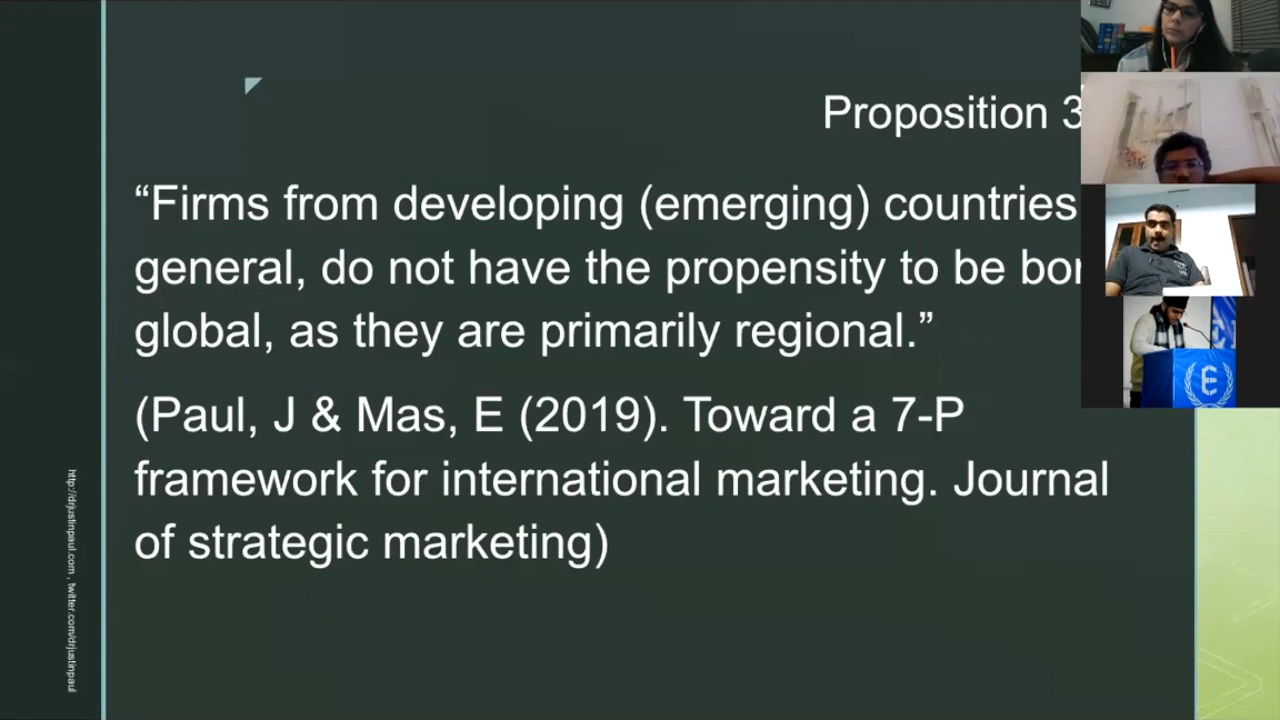 Proposition 3
“Firms from developing (emerging) countries
general, do not have the propensity to be
global, as they are primarily regional.”
(Paul, J & Mas, E (2019). Toward a 7-P
framework for international marketing. Journal
of strategic marketing)
http://drjustinpaul.com , twitter.com/drjustinpaul
E